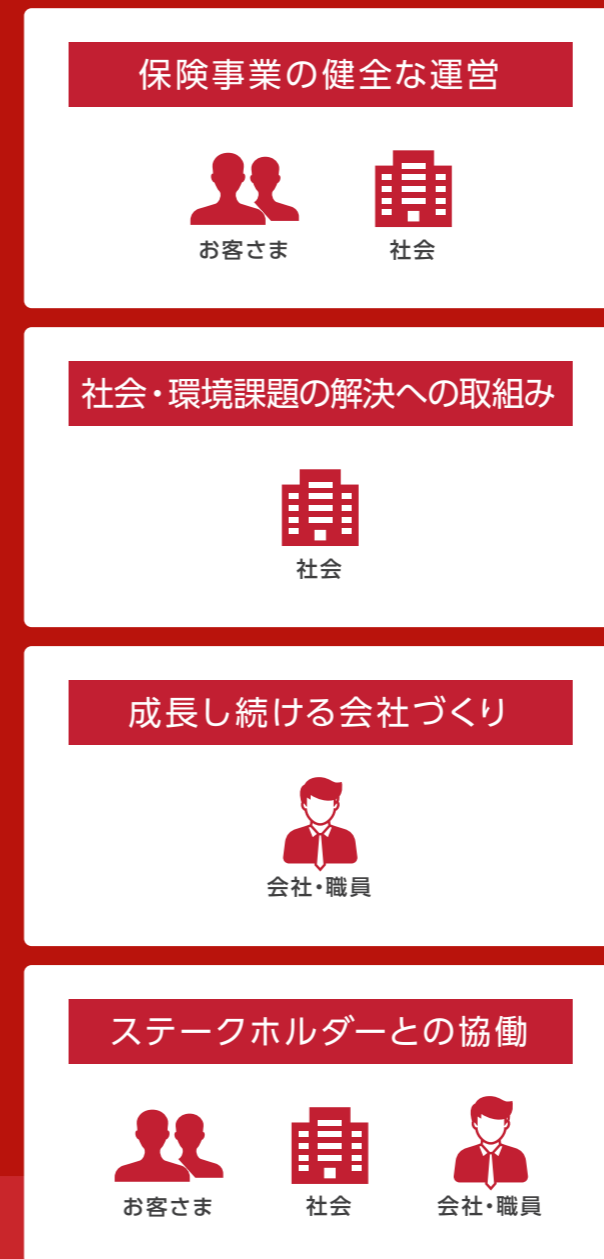 保険事業の健全な運営
お客さま
社会
社会・環境課題の解決への取組み
社会
成長し続ける会社づくり
会社・職員
ステークホルダーとの協働
お客さま
社会
会社・職員